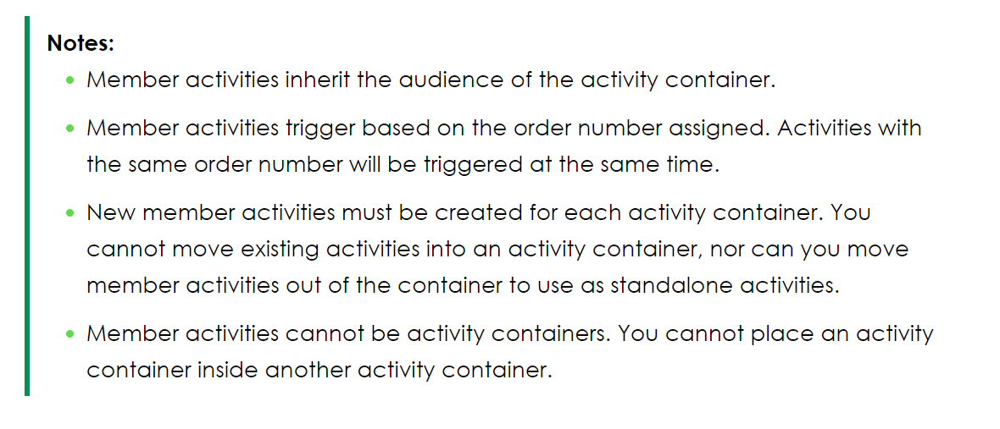 Notes:
Member activities inherit the audience of the activity container.
Member activities trigger based on the order number assigned. Activities with
the same order number will be triggered at the same time.
New member activities must be created for each activity container. You
cannot move existing activities into an activity container, nor can you move
member activities out of the container to use as standalone activities.
Member activities cannot be activity containers. You cannot place an activity
container inside another activity container.